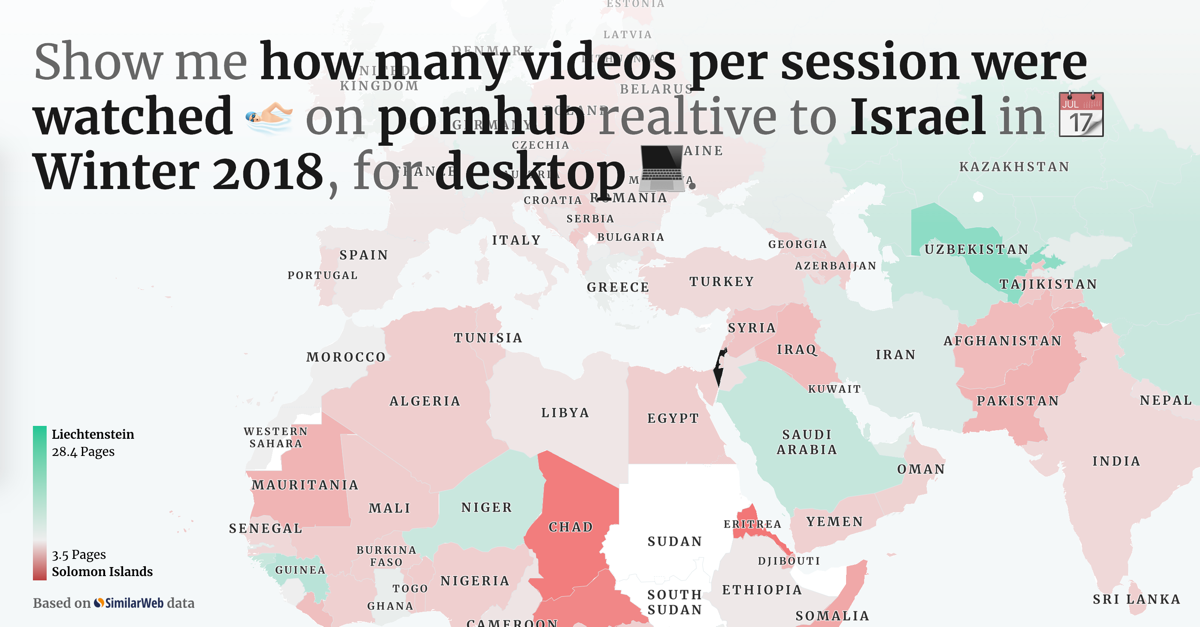 Show me how many videos per session were
watched on pornhub realtive to Israel in JUL 17
Winter 2018, for desktop .
ESTONIA
LATVIA
DENMARK
LITHUANIA
UNITED
KINGDOM
BELARUS
POLAND
GERMANY
CZECHIA
UKRAINE
FRANCE
AUSTRIA
KAZAKHSTAN
CROATIA
ROMANIA
SERBIA
ITALY
BULGARIA
GEORGIA
UZBEKISTAN
SPAIN
AZERBAIJAN
PORTUGAL
GREECE
TURKEY
TAJIKISTAN
SYRIA
TUNISIA
AFGHANISTAN
IRAQ
IRAN
MOROCCO
KUWAIT
ALGERIA
PAKISTAN
NEPAL
LIBYA
EGYPT
Liechtenstein
28.4 Pages
WESTERN
SAHARA
SAUDI
ARABIA
INDIA
OMAN
MAURITANIA
MALI
NIGER
CHAD
YEMEN
ERITREA
SENEGAL
SUDAN
3.5 Pages
Solomon Islands
BURKINA
FASO
GUINEA
DJIBOUTI
NIGERIA
TOGO
ETHIOPIA
GHANA
SOUTH
SUDAN
SRI LANKA
Based on SimilarWeb data
SOMALIA
CAMEROON